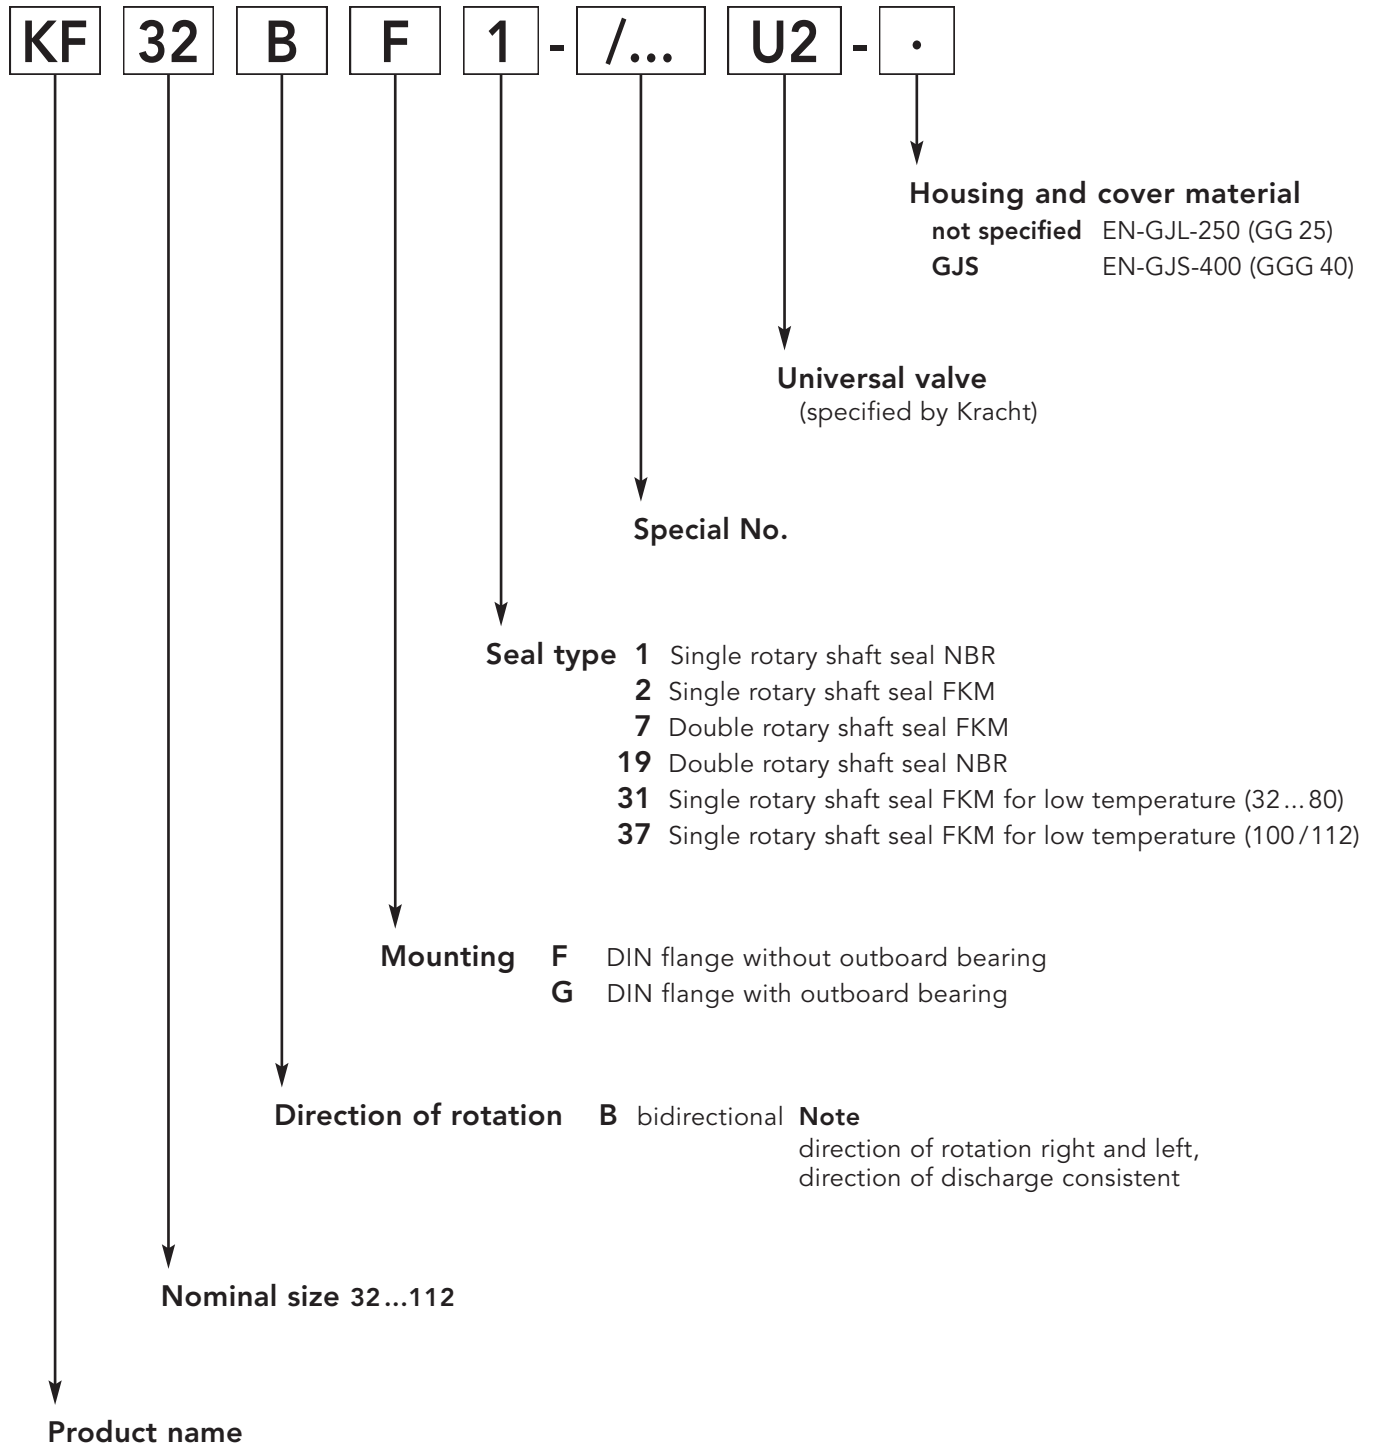 KF 32 B F 1 - /... U2 - ·
Housing and cover material
not specified EN-GJL-250 (GG 25)
GJS EN-GJS-400 (GGG 40)
Universal valve
(specified by Kracht)
Special No.
Seal type 1 Single rotary shaft seal NBR
2 Single rotary shaft seal FKM
7 Double rotary shaft seal FKM
19 Double rotary shaft seal NBR
31 Single rotary shaft seal FKM for low temperature (32...80)
37 Single rotary shaft seal FKM for low temperature (100/112)
Mounting F DIN flange without outboard bearing
G DIN flange with outboard bearing
Direction of rotation B bidirectional Note
direction of rotation right and left,
direction of discharge consistent
Nominal size 32...112
Product name